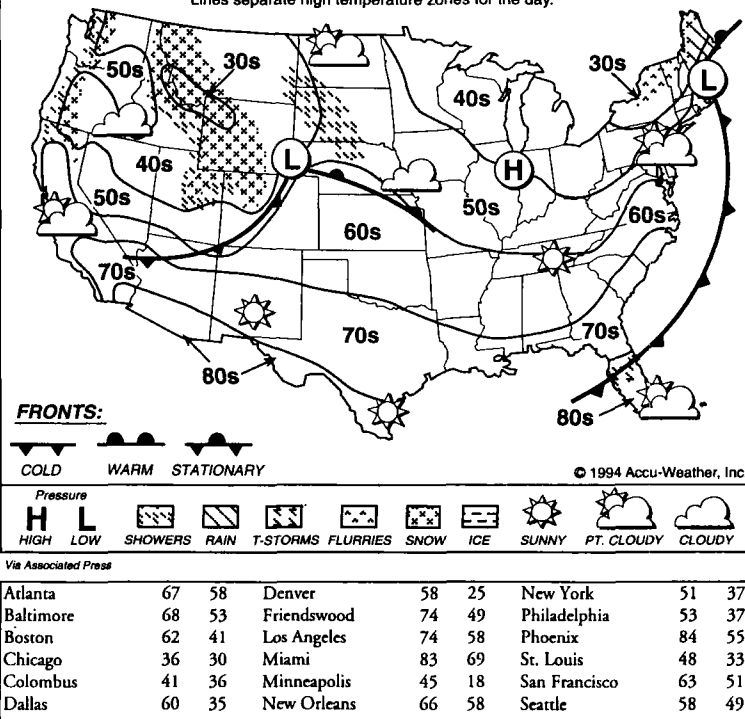 Lines separate high temperature zones for the day.
50s
30s
30s
L
40s
40s
L
H
50s
50s
60s
60s
70s
70s
70s
80s
80s
FRONTS:
COLD WARM STATIONARY
© 1994 Accu-Weather, Inc
Pressure
H L
HIGH LOW SHOWERS RAIN T-STORMS FLURRIES SNOW ICE SUNNY PT. CLOUDY CLOUDY
Via Associated Press
Atlanta 67 58 Denver 58 25 New York 51 37
Baltimore 68 53 Friendswood 74 49 Philadelphia 53 37
Boston 62 41 Los Angeles 74 58 Phoenix 84 55
Chicago 36 30 Miami 83 69 St. Louis 48 33
Colombus 41 36 Minneapolis 45 18 San Francisco 63 51
Dallas 60 35 New Orleans 66 58 Seattle 58 49